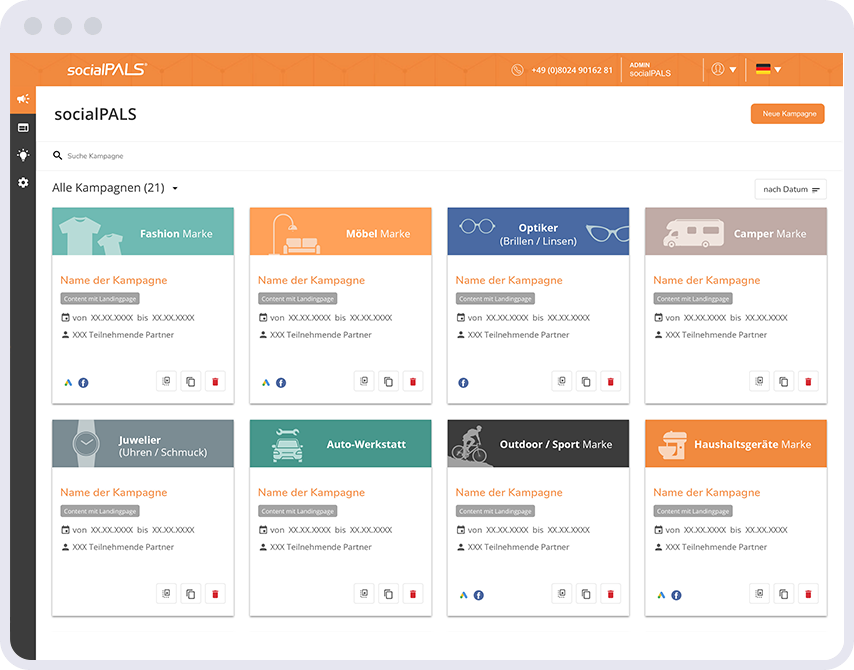 socialPALS®
+49 (0)8024 90162 81
ADMIN
socialPALS
socialPALS
Neue Kampagne
Suche Kampagne
Alle Kampagnen (21)
nach Datum
Fashion Marke
Name der Kampagne
Content mit Landingpage
von XX.XX.XXXX bis XX.XX.XXXX
XXX Teilnehmende Partner
Möbel Marke
Name der Kampagne
Content mit Landingpage
von XX.XX.XXXX bis XX.XX.XXXX
XXX Teilnehmende Partner
Optiker
(Brillen / Linsen)
Name der Kampagne
Content mit Landingpage
von XX.XX.XXXX bis XX.XX.XXXX
XXX Teilnehmende Partner
Camper Marke
Name der Kampagne
Content mit Landingpage
von XX.XX.XXXX bis XX.XX.XXXX
XXX Teilnehmende Partner
Juwelier
(Uhren / Schmuck)
Name der Kampagne
Content mit Landingpage
von XX.XX.XXXX bis XX.XX.XXXX
XXX Teilnehmende Partner
Auto-Werkstatt
Name der Kampagne
Content mit Landingpage
von XX.XX.XXXX bis XX.XX.XXXX
XXX Teilnehmende Partner
Outdoor / Sport Marke
Name der Kampagne
Content mit Landingpage
von XX.XX.XXXX bis XX.XX.XXXX
XXX Teilnehmende Partner
Haushaltsgeräte Marke
Name der Kampagne
Content mit Landingpage
von XX.XX.XXXX bis XX.XX.XXXX
XXX Teilnehmende Partner